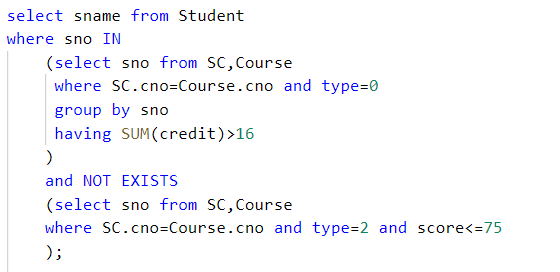 select sname from Student
where sno IN
(select sno from SC,Course
where SC.cno=Course.cno and type=0
group by sno
having SUM(credit)>16
)
and NOT EXISTS
(select sno from SC,Course
where SC.cno=Course.cno and type=2 and score<=75
);